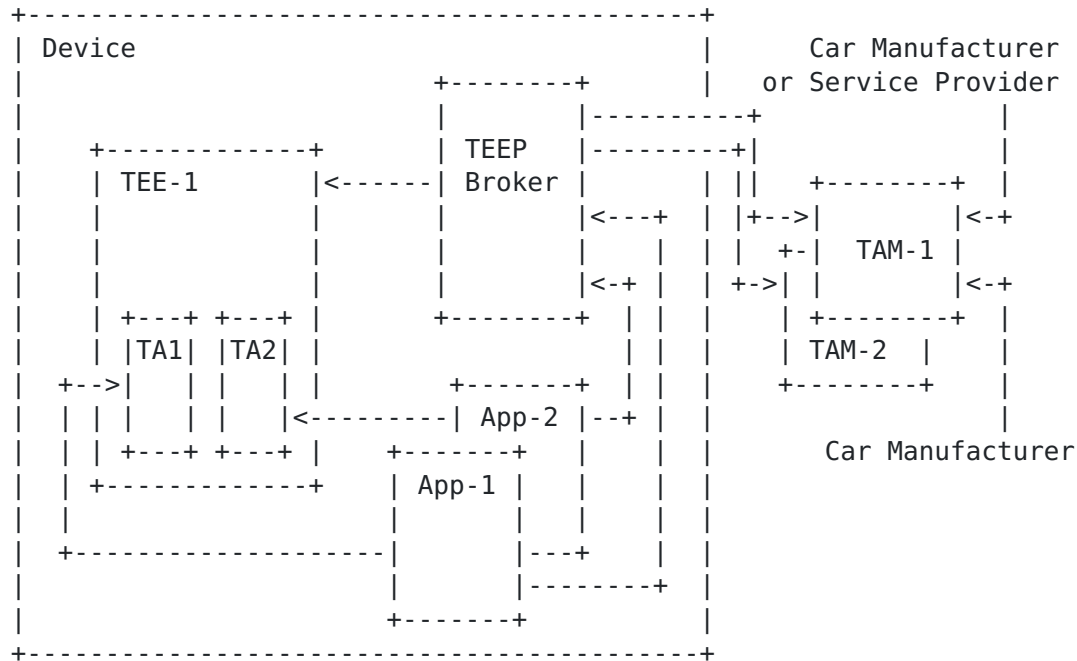 Device Car Manufacturer
or Service Provider
TEEP
TEE-1 Broker
TAM-1
TA1 TA2 TAM-2
App-2
Car Manufacturer
App-1